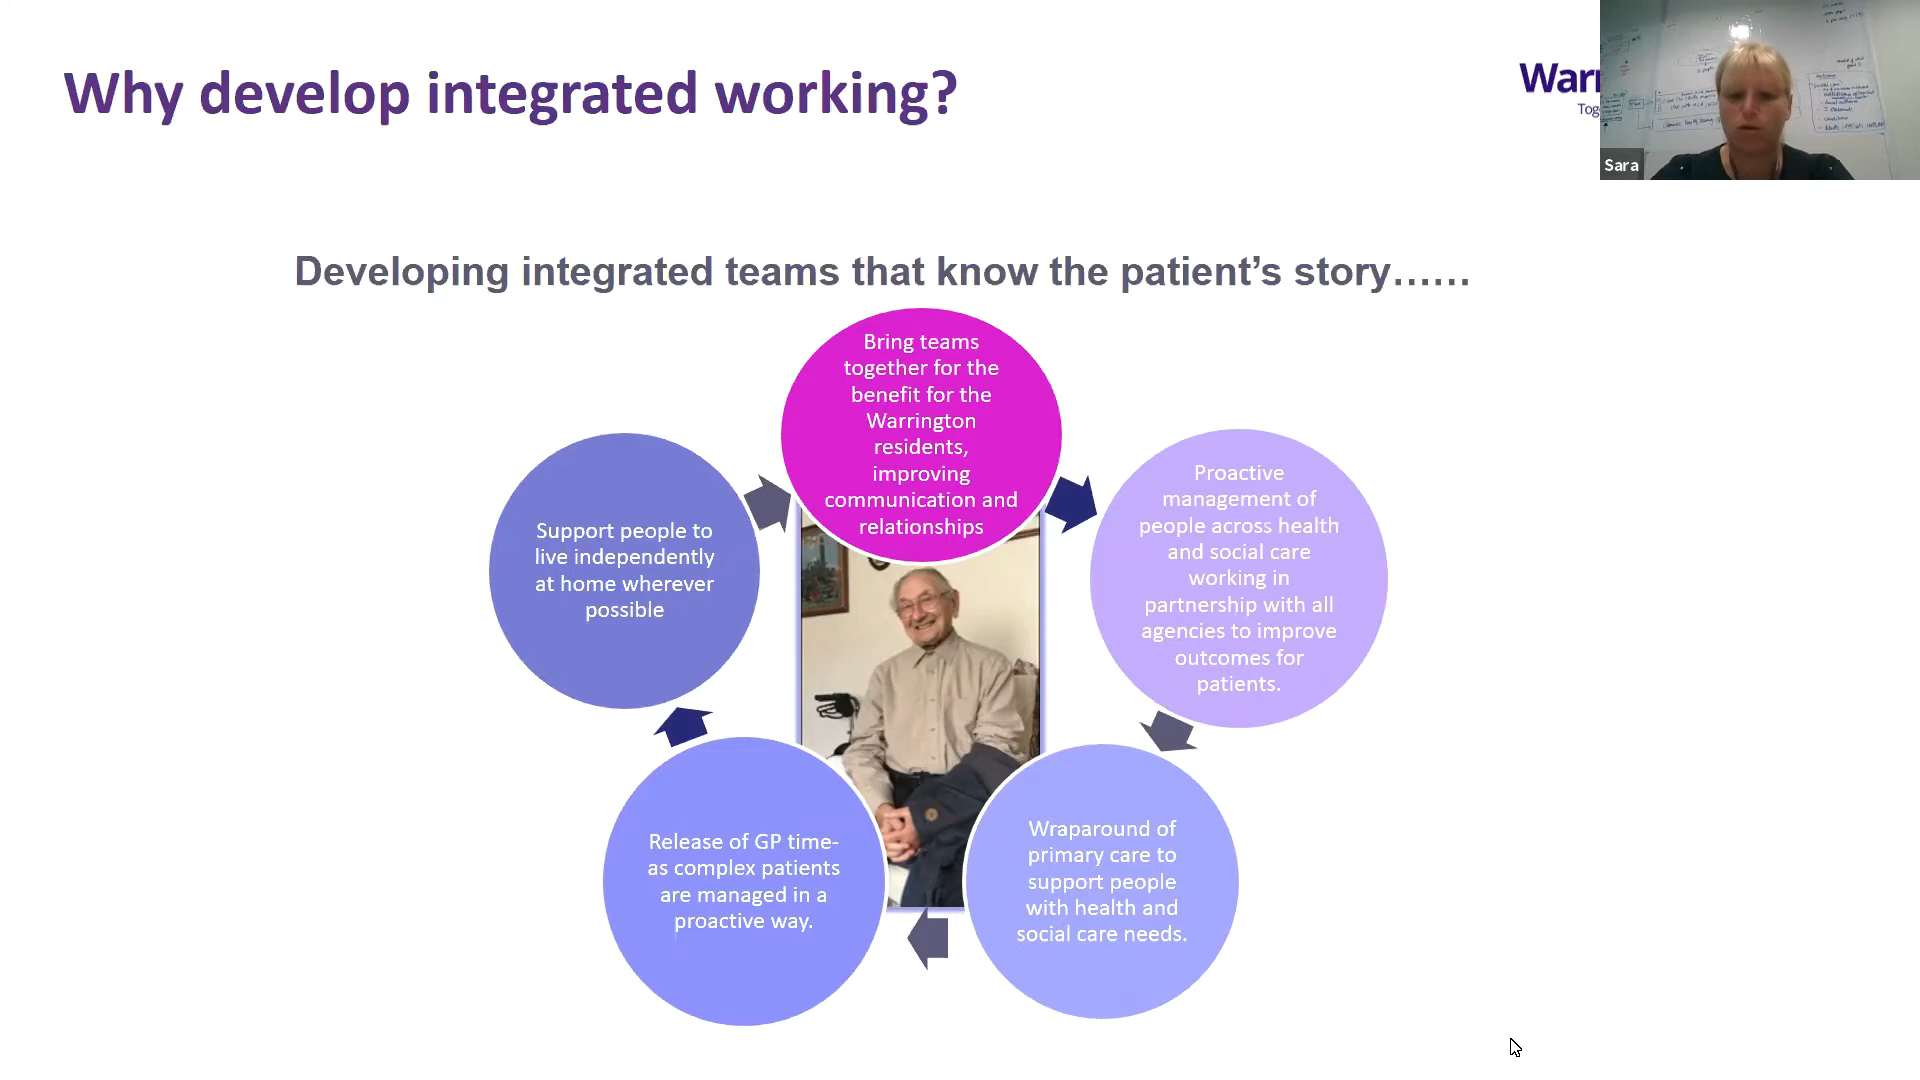 Why develop integrated working?
Warr
Tog
Sara
Developing integrated teams that know the patient’s story……
Bring teams
together for the
benefit for the
Warrington
residents,
improving
communication and
relationships
Proactive
management of
people across health
and social care
working in
partnership with all
agencies to improve
outcomes for
patients.
Wraparound of
primary care to
support people
with health and
social care needs.
Release of GP time-
as complex patients
are managed in a
proactive way.
Support people to
live independently
at home wherever
possible